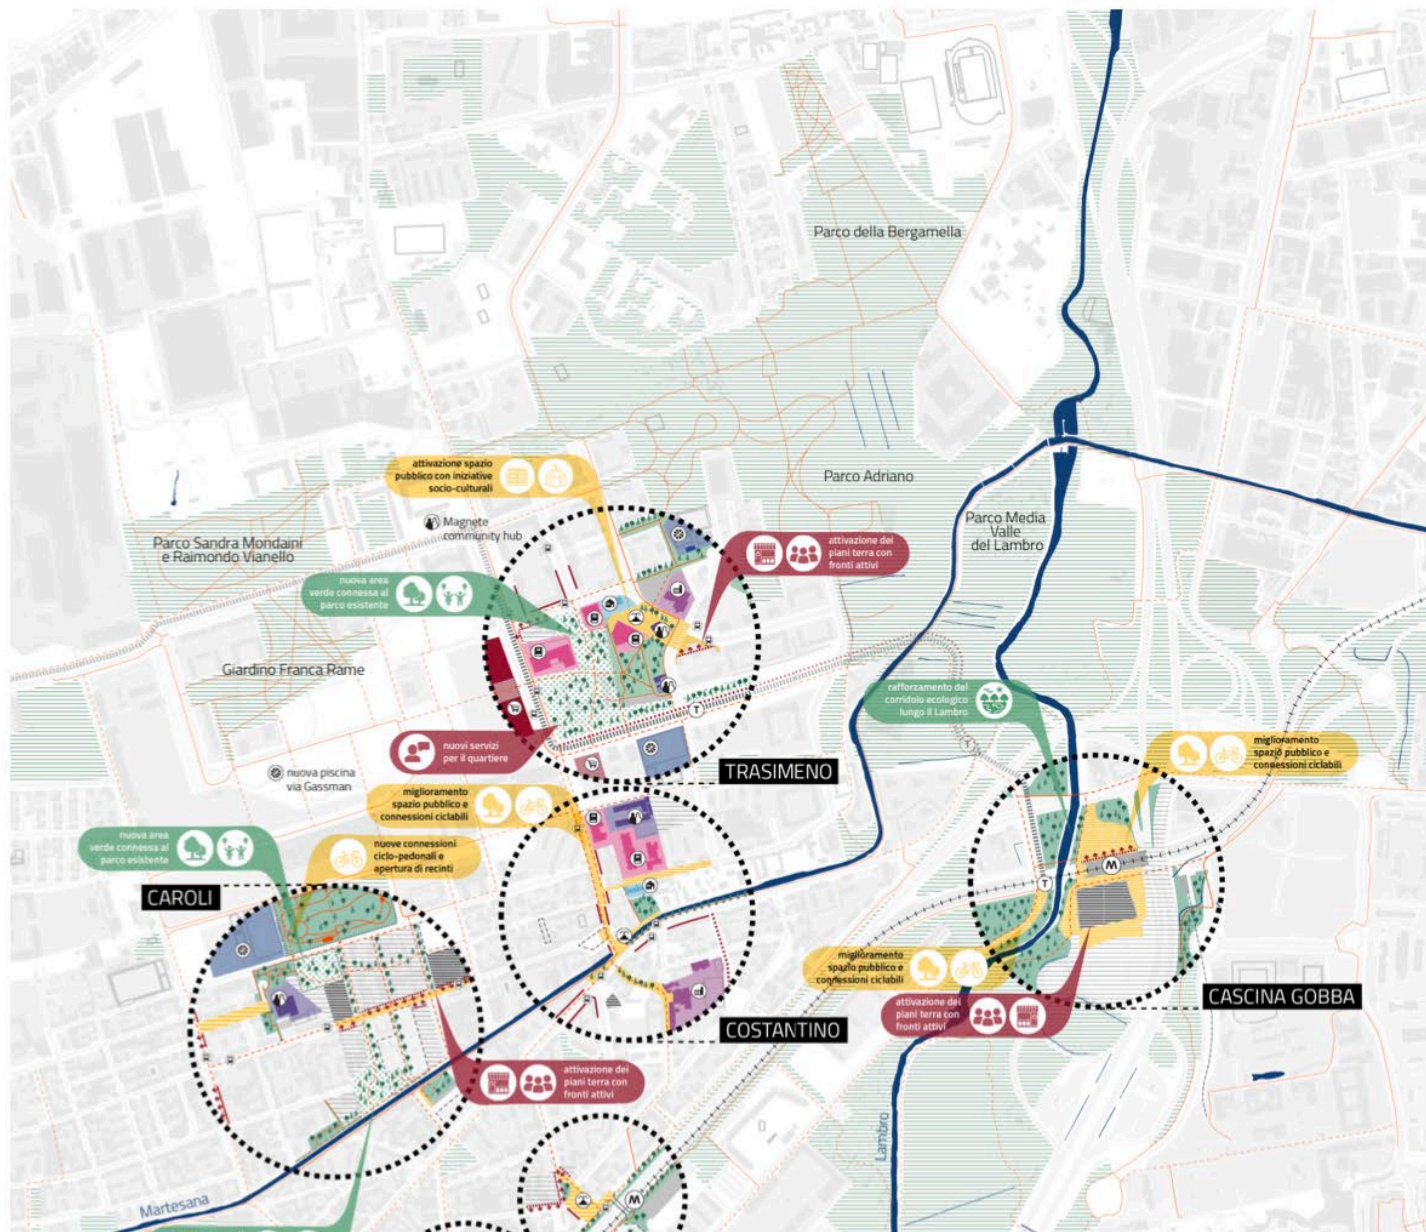 Parco della Bergamella
attivazione spazio
pubblico con iniziative
socio-culturali
Parco Adriano
Magnete
community hub
Parco Media
Valle
del Lambro
Parco Sandra Mondaini
e Raimondo Vianello
attivazione dei
piani terra con
fronti attivi
nuova area
verde connessa al
parco esistente
Giardino Franca Rame
rafforzamento del
corridoio ecologico
lungo il Lambro
T
nuovi servizi
per il quartiere
T
miglioramento
spazio pubblico e
connessioni ciclabili
TRASIMENO
nuova piscina
via Gassman
miglioramento
spazio pubblico e
connessioni ciclabili
nuova area
verde connessa al
parco esistente
nuove connessioni
ciclo-pedonali e
apertura di recinti
M
T
CAROLI
miglioramento
spazio pubblico e
connessioni ciclabili
CASCINA GOBBA
attivazione dei
piani terra con
fronti attivi
COSTANTINO
attivazione dei
piani terra con
fronti attivi
Lambro
Martesana
M